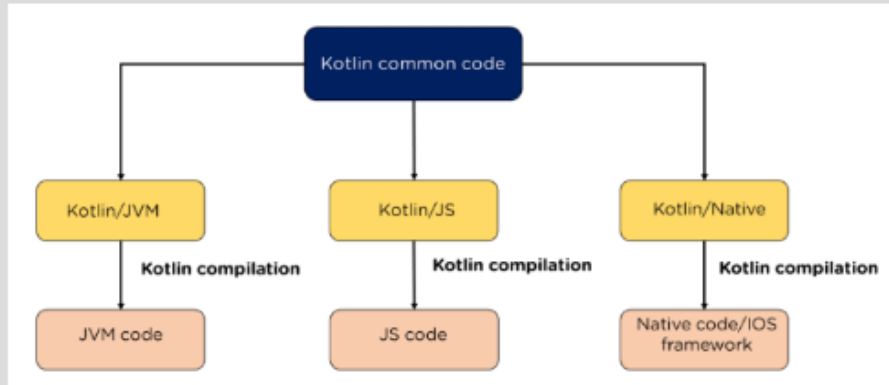 Kotlin common code
Kotlin/JVM
Kotlin/JS
Kotlin/Native
Kotlin compilation
Kotlin compilation
Kotlin compilation
JVM code
JS code
Native code/IOS
framework